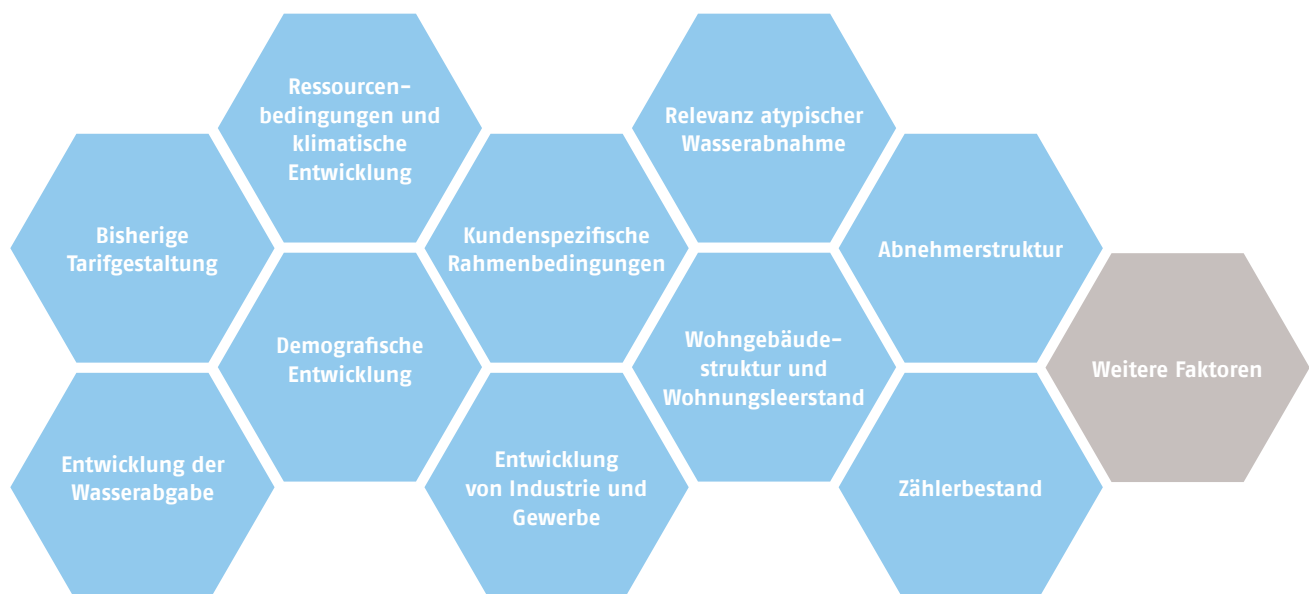 Ressourcen-
bedingungen und
klimatische
Entwicklung
Relevanz atypischer
Wasserabnahme
Bisherige
Tarifgestaltung
Kundenspezifische
Rahmenbedingungen
Abnehmerstruktur
Demografische
Entwicklung
Wohngebäude-
struktur und
Wohnungsleerstand
Weitere Faktoren
Entwicklung der
Wasserabgabe
Entwicklung
von Industrie und
Gewerbe
Zählerbestand